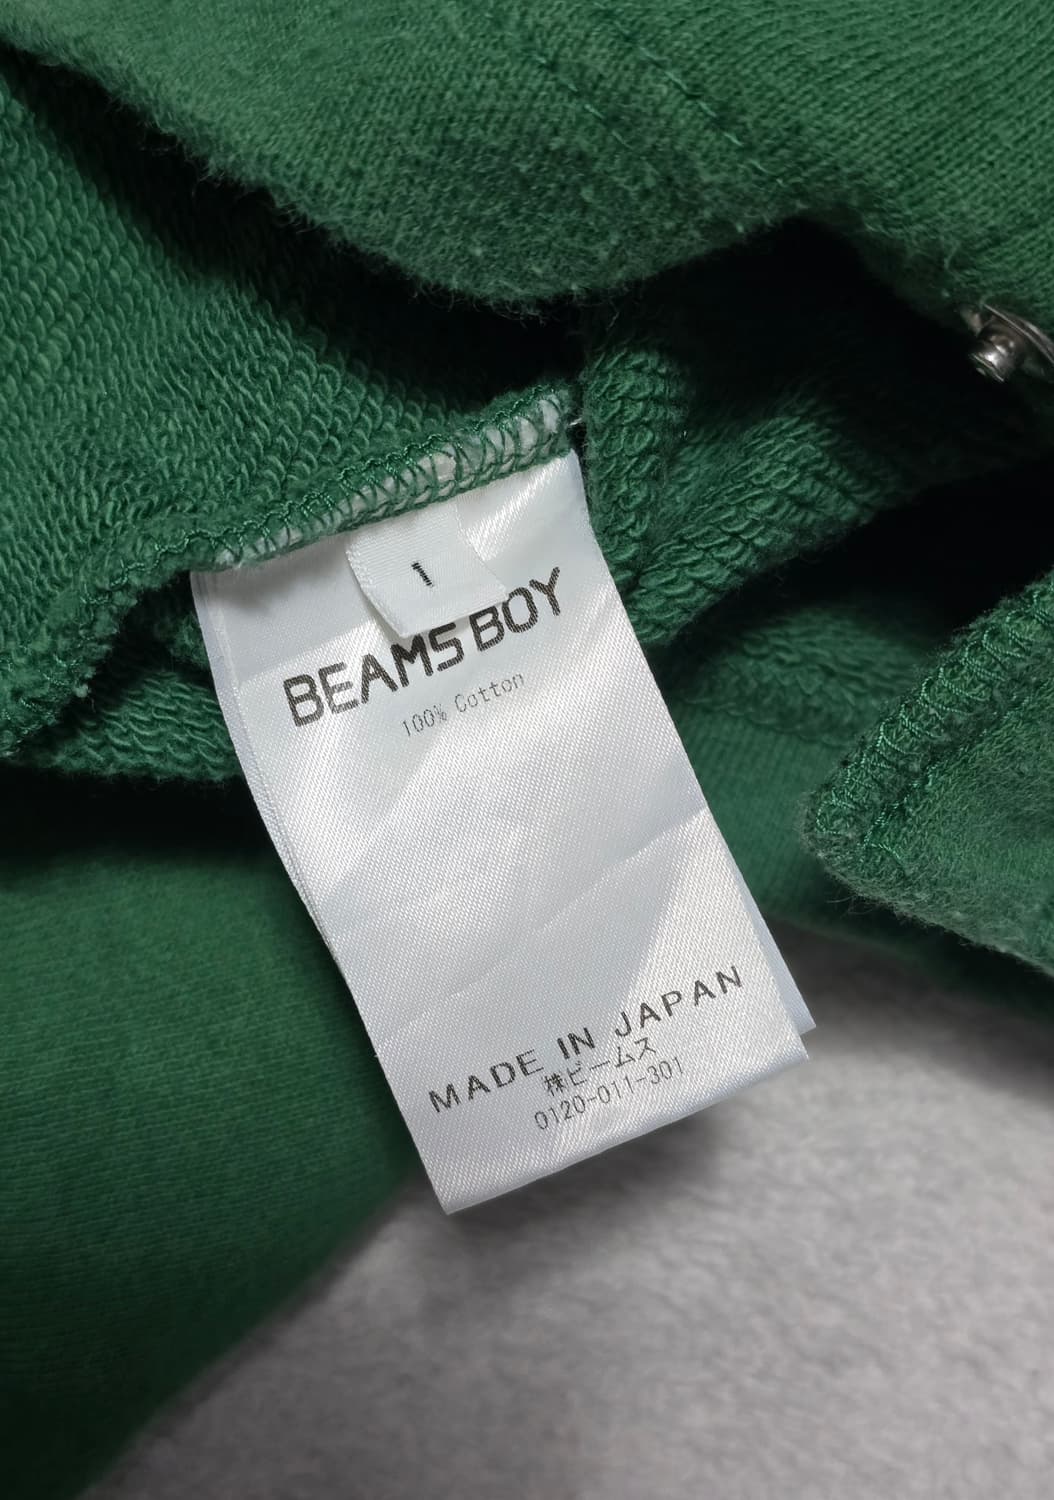 1
BEAMS BOY
100% Cotton
MADE IN JAPAN
㈱ビームス
0120-011-301